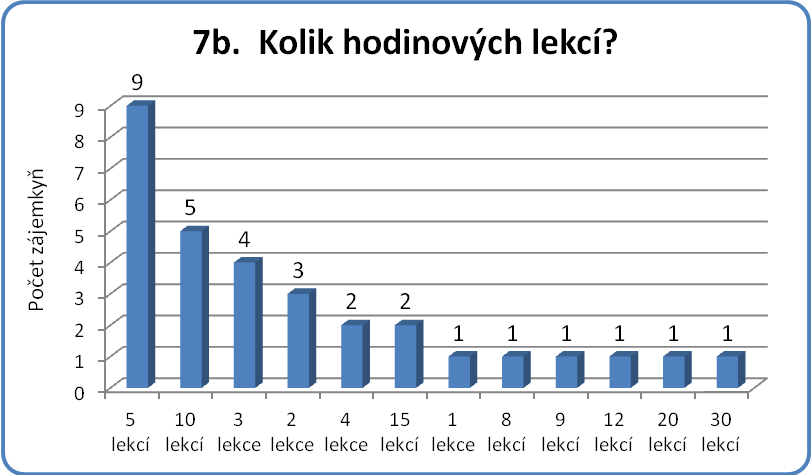 7b. Kolik hodinových lekcí?
Počet zájemkyň
9
8
7
6
5
4
3
2
1
0
9
5
4
3
2
2
1
1
1
1
1
1
5 lekcí
10 lekcí
3 lekce
2 lekce
4 lekce
15 lekcí
1 lekce
8 lekcí
9 lekcí
12 lekcí
20 lekcí
30 lekcí